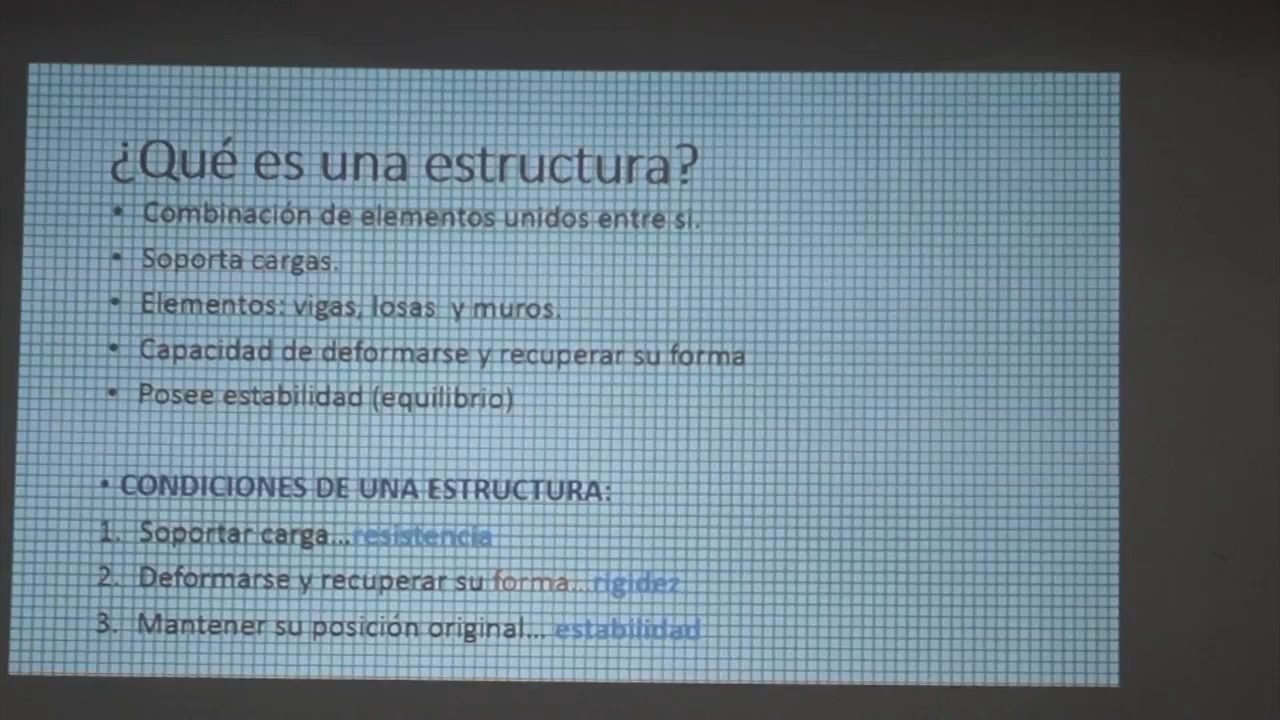 ¿Qué es una estructura?
• Combinación de elementos unidos entre si.
• Soporta cargas.
• Elementos: vigas, losas y muros.
• Capacidad de deformarse y recuperar su forma
• Posee estabilidad (equilibrio)
• CONDICIONES DE UNA ESTRUCTURA:
1. Soportar carga...resistencia
2. Deformarse y recuperar su forma...rigidez
3. Mantener su posición original... estabilidad